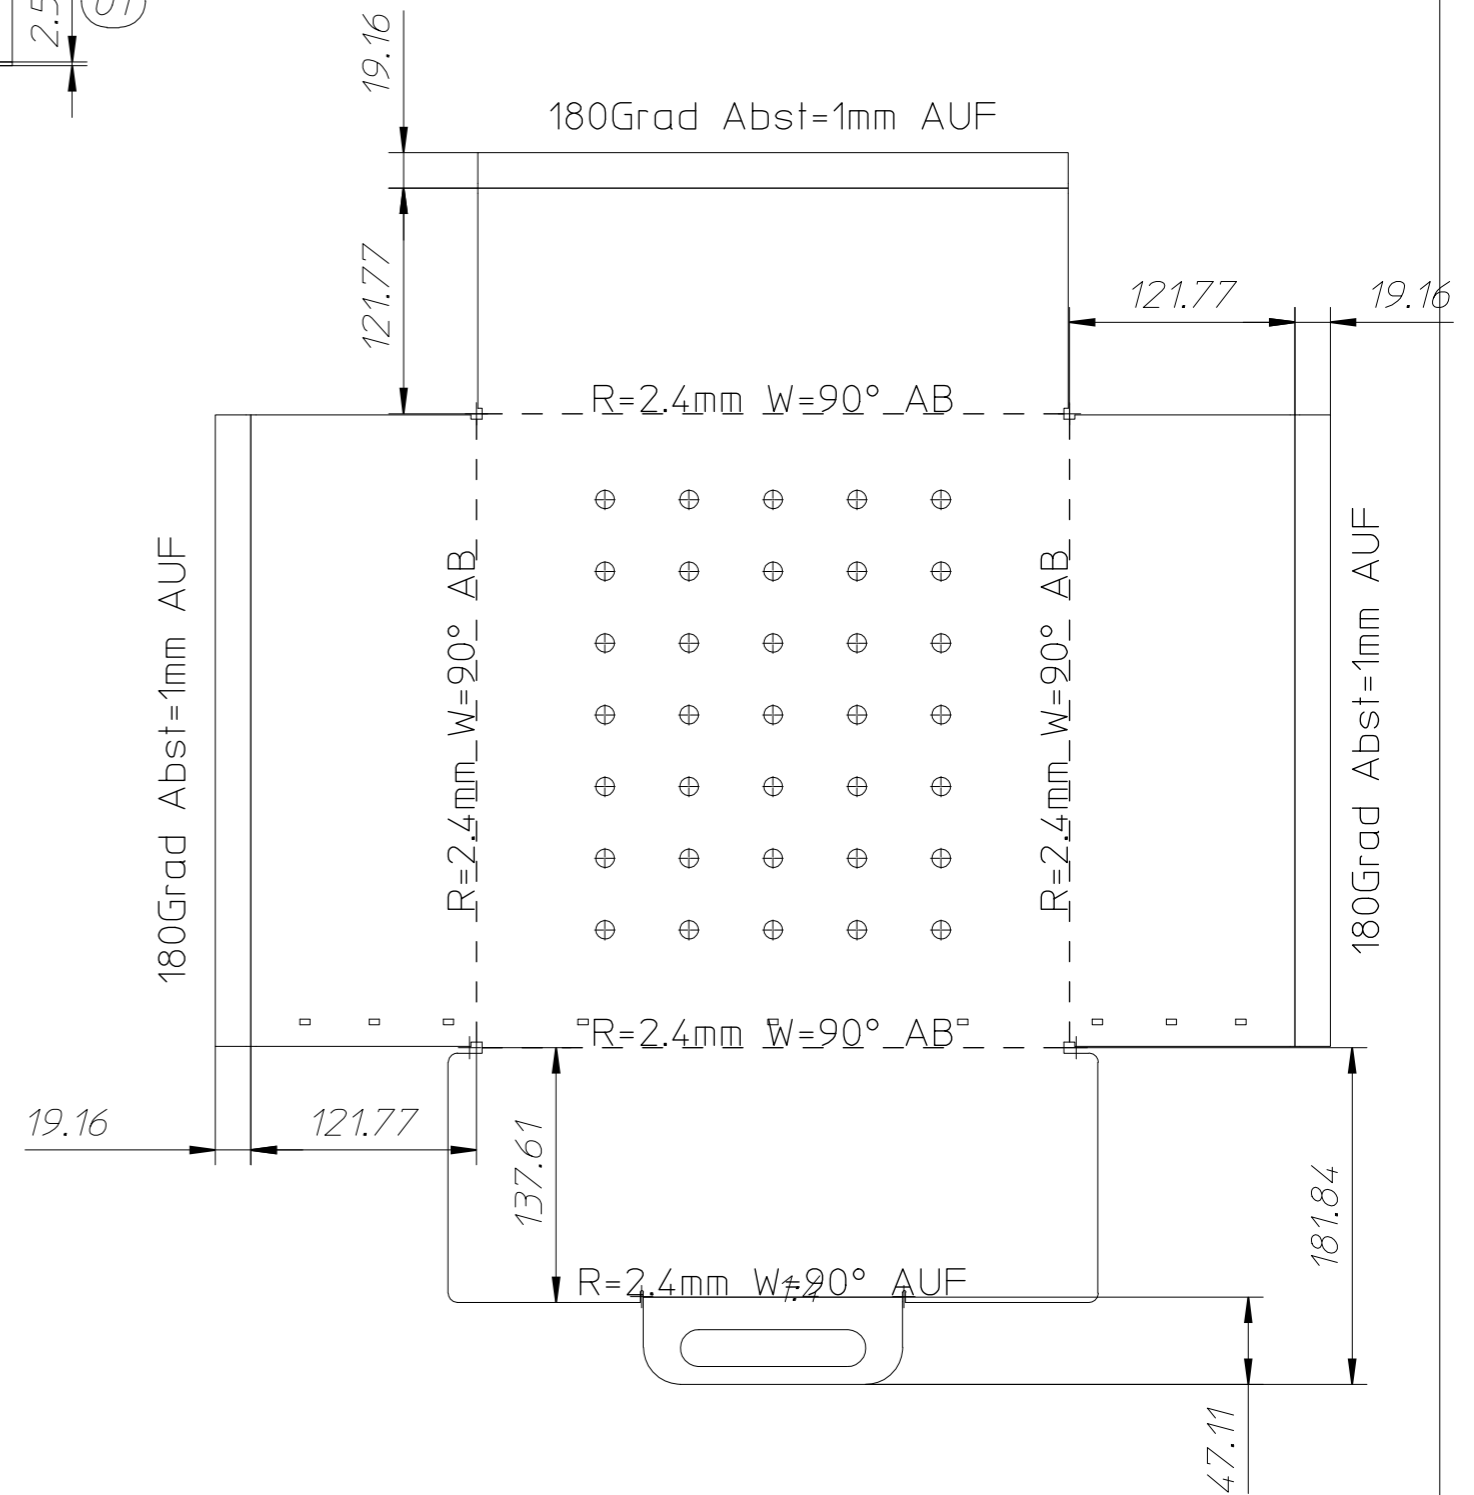 2.5
19.16
180Grad Abst=1mm AUF
121.77
121.77
19.16
R=2.4mm W=90° AB
180Grad Abst=1mm AUF
R=2.4mm W=90° AB
R=2.4mm W=90° AB
180Grad Abst=1mm AUF
R=2.4mm W=90° AB
19.16
121.77
137.61
181.84
R=2.4mm W=90° AUF
47.11